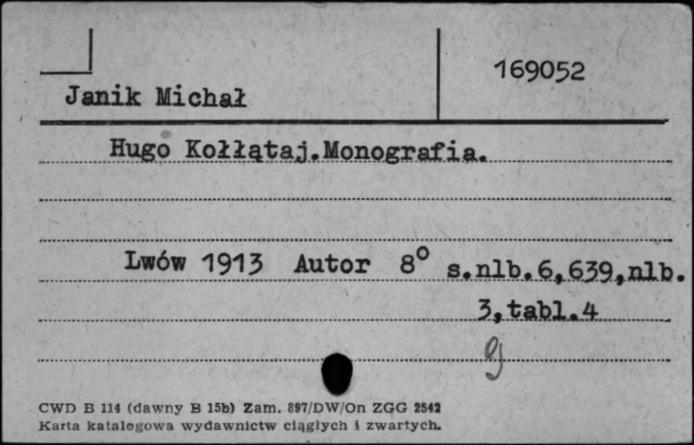 169052
Janik Michał
Hugo Kołłątaj.Monografia.
Lwów 1913 Autor 8° s.nlb.6,639,nlb.
3,tabl.4
CWD B 114 (dawny B 15b) Zam. 897/DW/On ZGG 2542
Karta katalogowa wydawnictw ciągłych i zwartych.